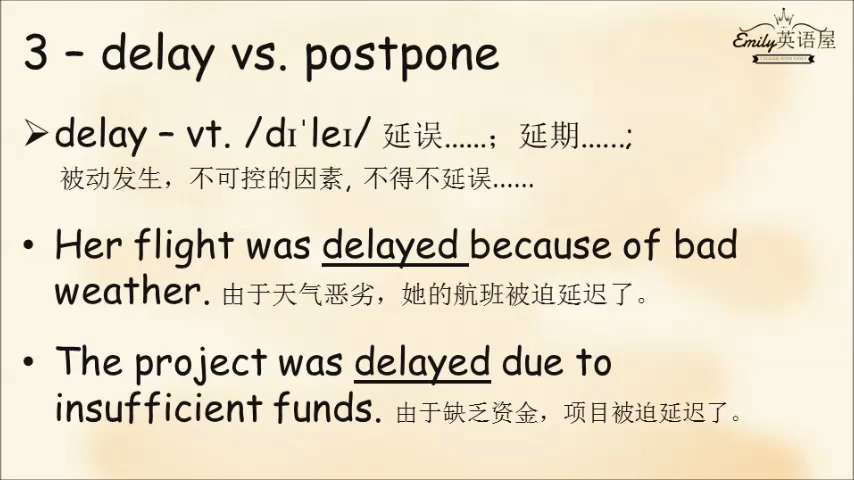 3 – delay vs. postpone
Emily英语屋
➢delay – vt. /dɪˈleɪ/ 延误……；延期……;
被动发生，不可控的因素, 不得不延误……
• Her flight was delayed because of bad
weather. 由于天气恶劣，她的航班被迫延迟了。
• The project was delayed due to
insufficient funds. 由于缺乏资金，项目被迫延迟了。